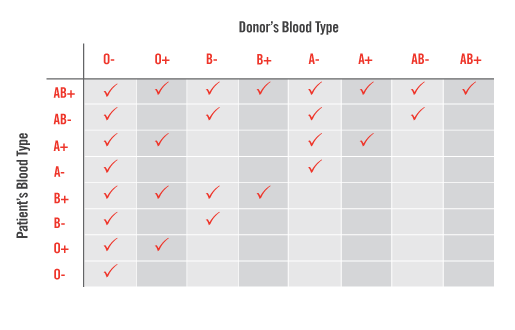 Donor's Blood Type
O- O+ B- B+ A- A+ AB- AB+
Patient's Blood Type
AB+ ✓ ✓ ✓ ✓ ✓ ✓ ✓ ✓
AB- ✓ ✓ ✓ ✓
A+ ✓ ✓ ✓ ✓
A- ✓ ✓
B+ ✓ ✓ ✓ ✓
B- ✓ ✓
O+ ✓ ✓
O- ✓